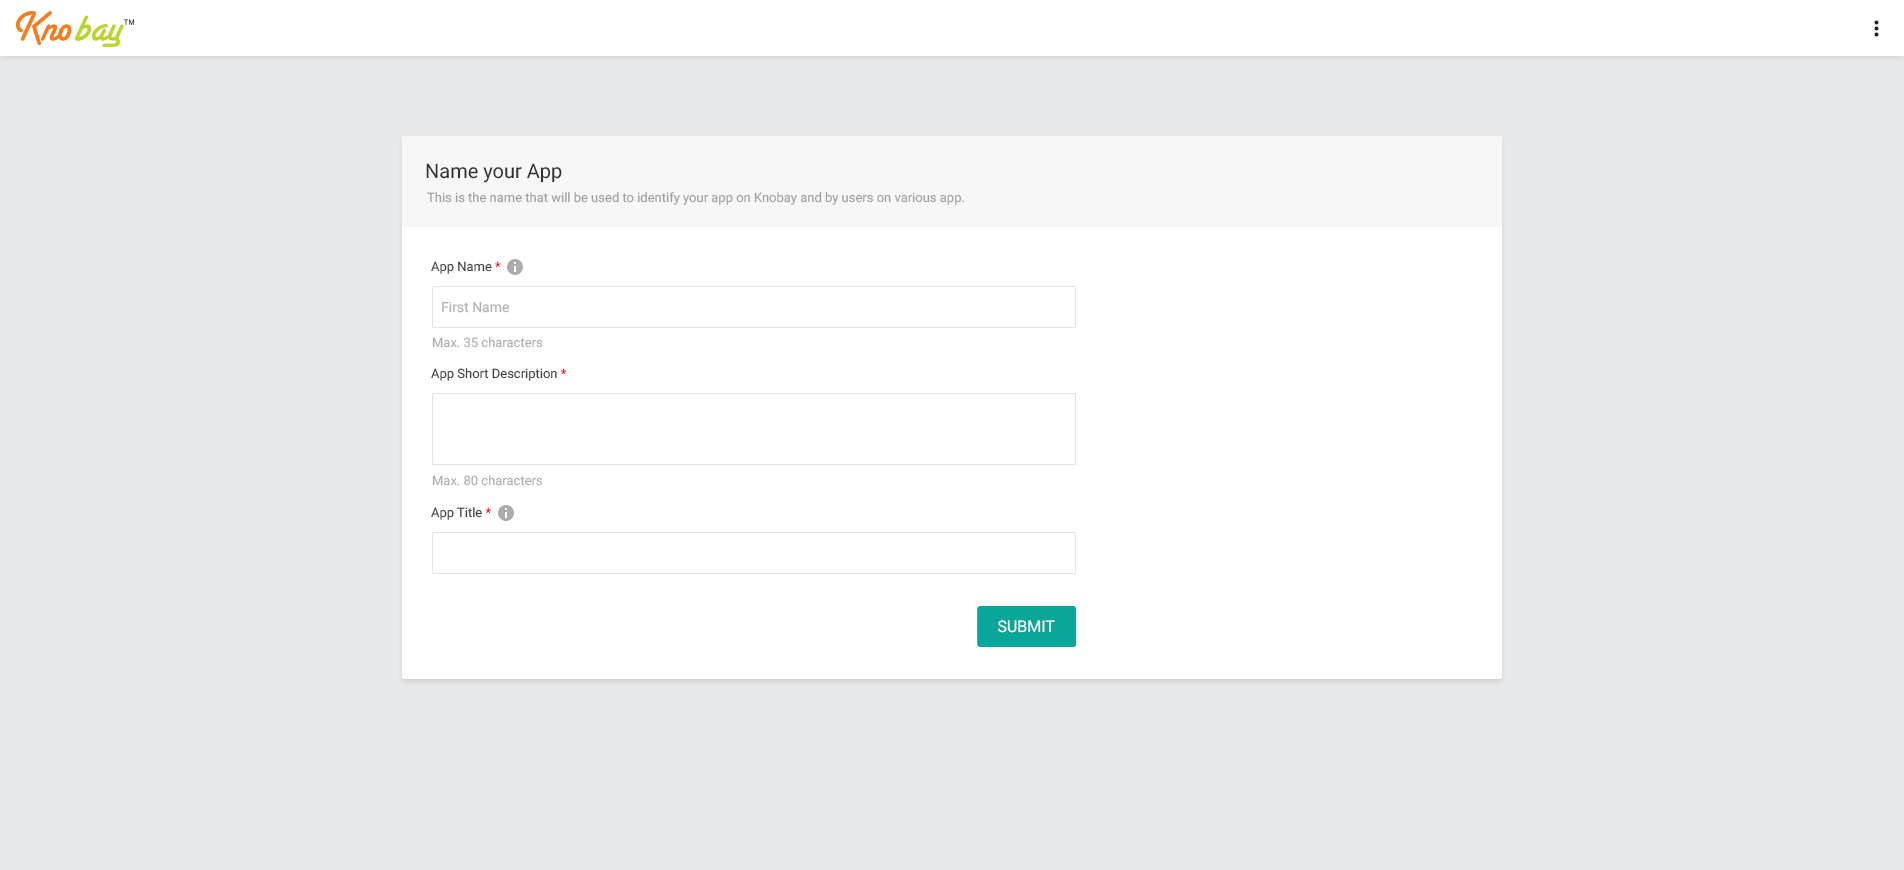 Knobay™
Name your App
This is the name that will be used to identify your app on Knobay and by users on various app.
App Name *
First Name
Max. 35 characters
App Short Description *
Max. 80 characters
App Title *
SUBMIT